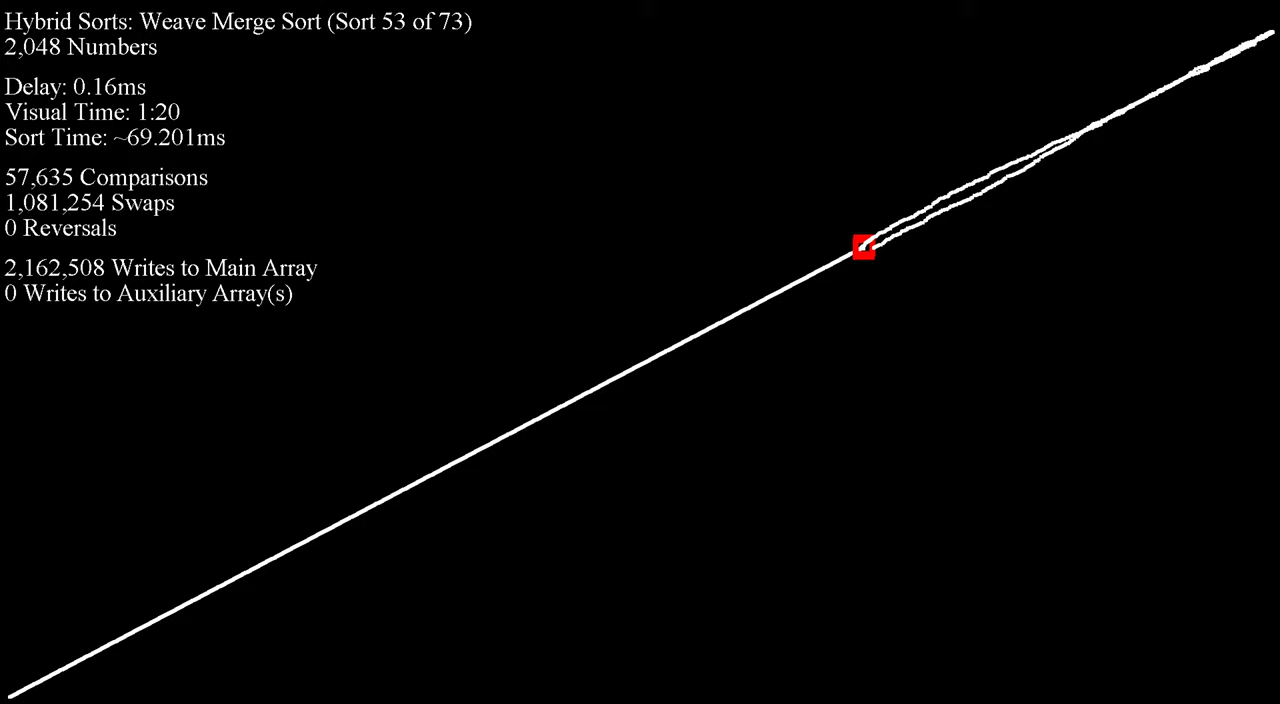 Hybrid Sorts: Weave Merge Sort (Sort 53 of 73)
2,048 Numbers
Delay: 0.16ms
Visual Time: 1:20
Sort Time: ~69.201ms
57,635 Comparisons
1,081,254 Swaps
0 Reversals
2,162,508 Writes to Main Array
0 Writes to Auxiliary Array(s)